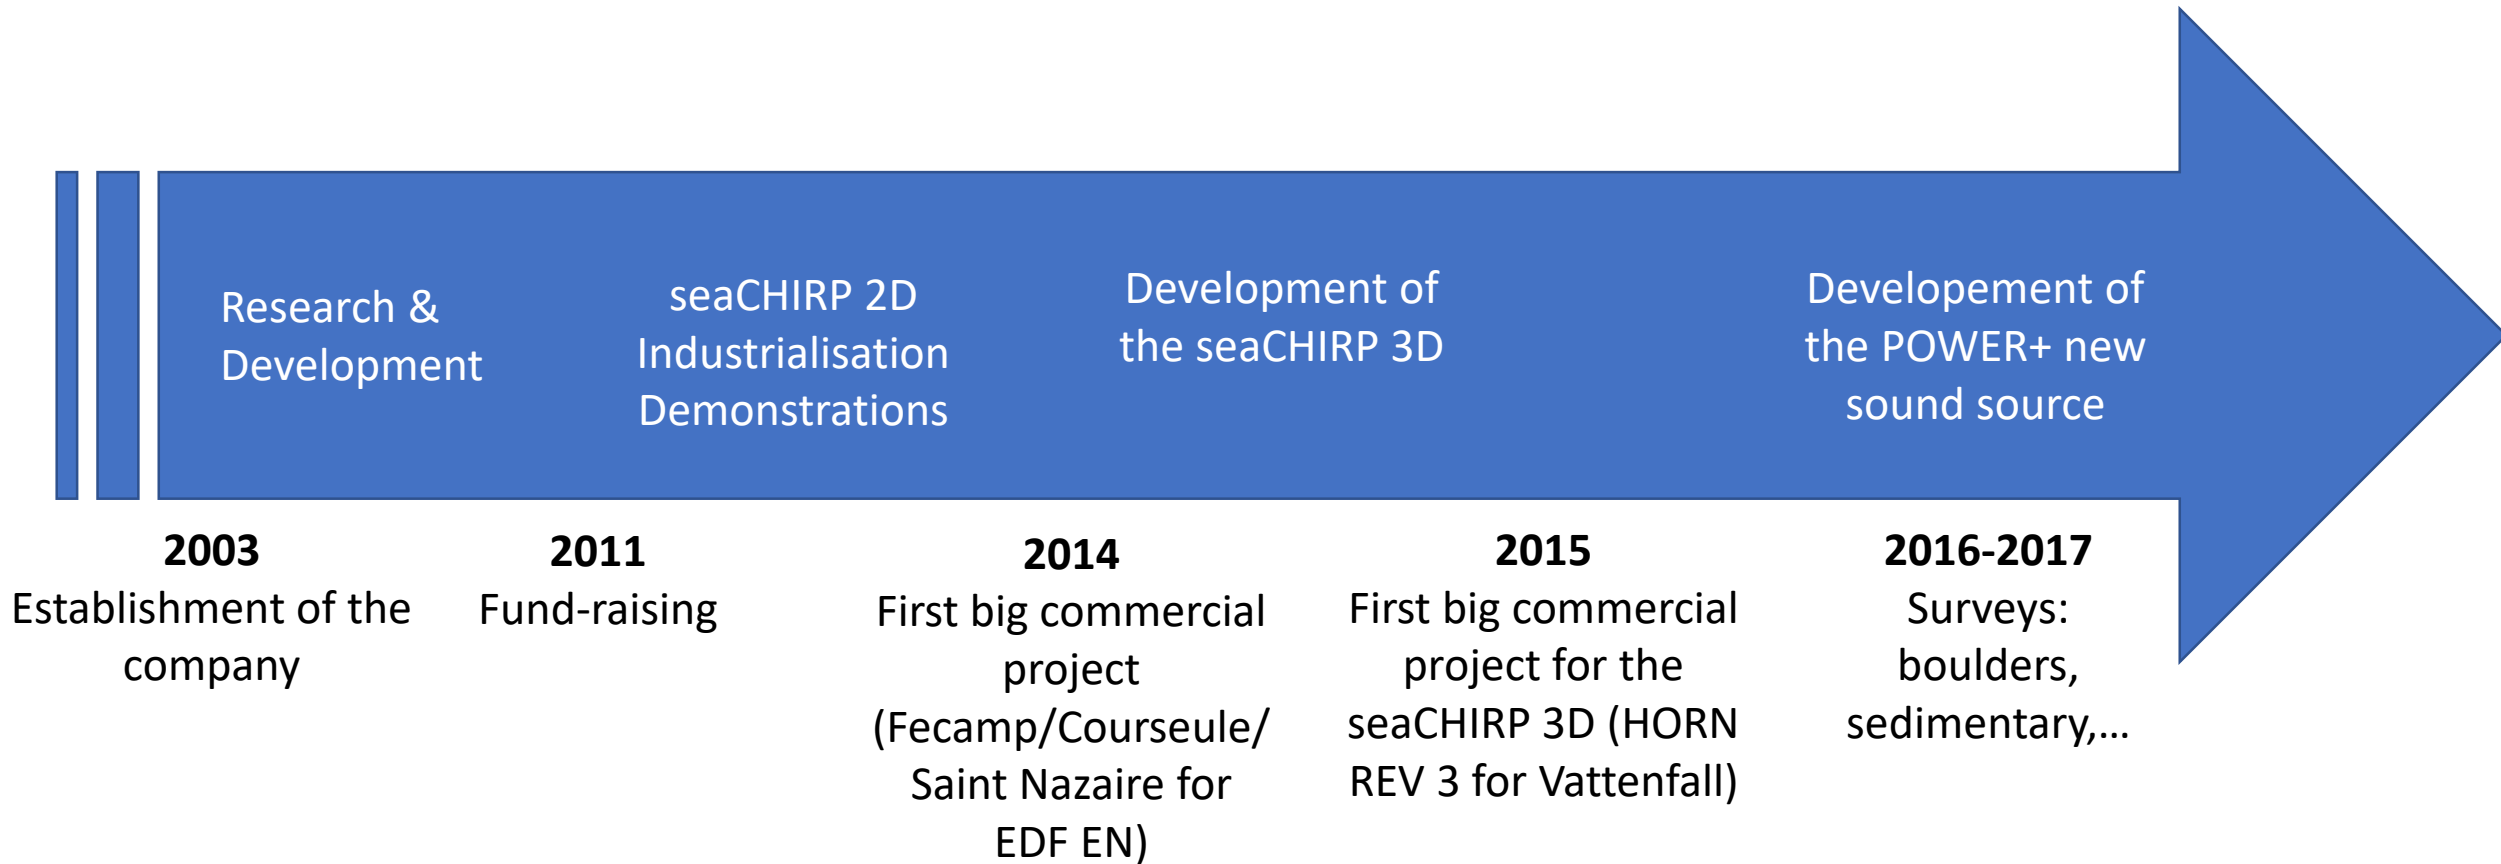 Research &
Development
seaCHIRP 2D
Industrialisation
Demonstrations
Development of
the seaCHIRP 3D
Developement of
the POWER+ new
sound source
2003
Establishment of the
company
2011
Fund-raising
2014
First big commercial
project
(Fecamp/Courseule/
Saint Nazaire for
EDF EN)
2015
First big commercial
project for the
seaCHIRP 3D (HORN
REV 3 for Vattenfall)
2016-2017
Surveys:
boulders,
sedimentary,…